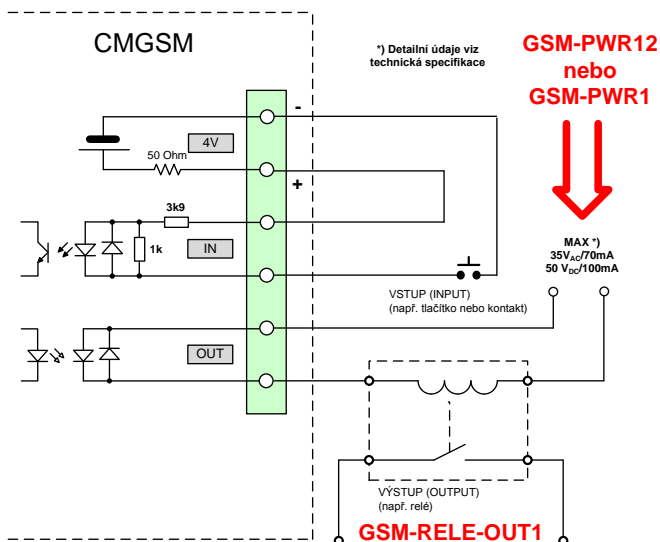 CMGSM
*) Detailní údaje viz
technická specifikace
GSM-PWR12
nebo
GSM-PWR1
-
4V
50 Ohm
+
3k9
1k
IN
MAX *)
35VAC/70mA
50 VDC/100mA
VSTUP (INPUT)
(např. tlačítko nebo kontakt)
OUT
VÝSTUP (OUTPUT)
(např. relé)
GSM-RELE-OUT1